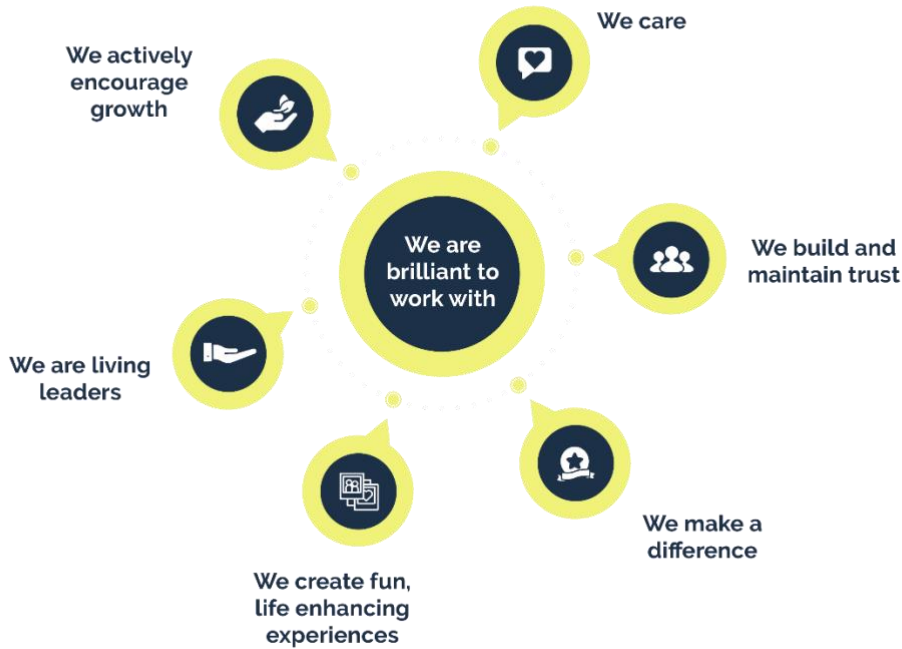 We care
We actively
encourage
growth
We are
brilliant to
work with
We build and
maintain trust
We are living
leaders
We make a
difference
We create fun,
life enhancing
experiences